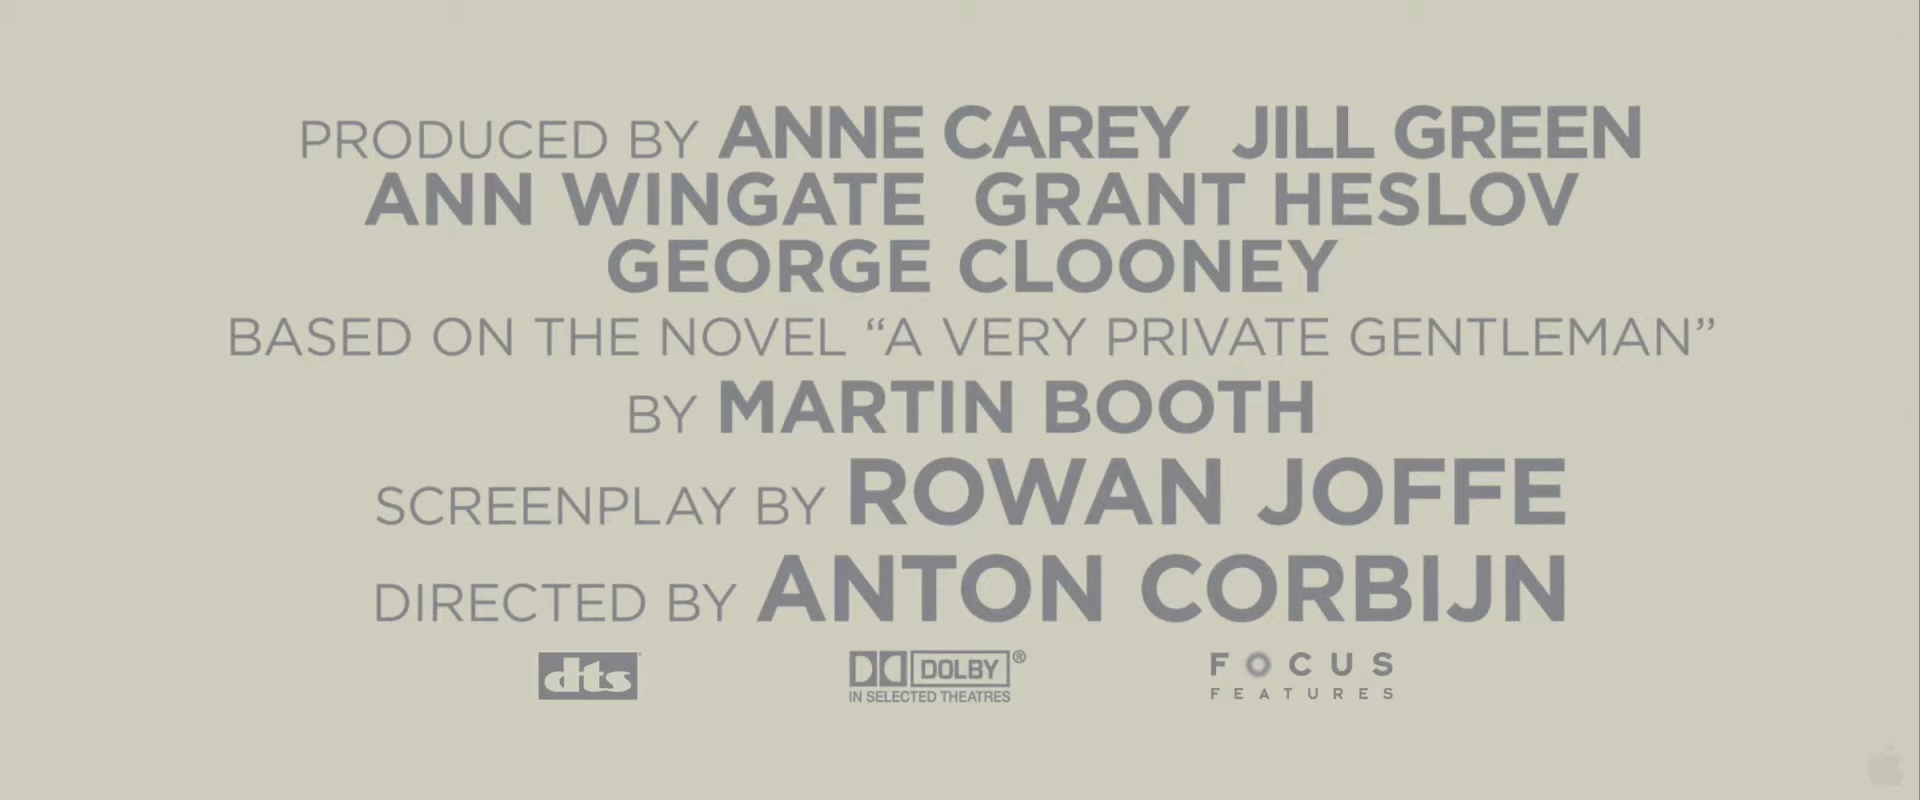 PRODUCED BY ANNE CAREY JILL GREEN
ANN WINGATE GRANT HESLOV
GEORGE CLOONEY
BASED ON THE NOVEL “A VERY PRIVATE GENTLEMAN”
BY MARTIN BOOTH
SCREENPLAY BY ROWAN JOFFE
DIRECTED BY ANTON CORBIJN
dts DOLBY® FOCUS
IN SELECTED THEATRES FEATURES